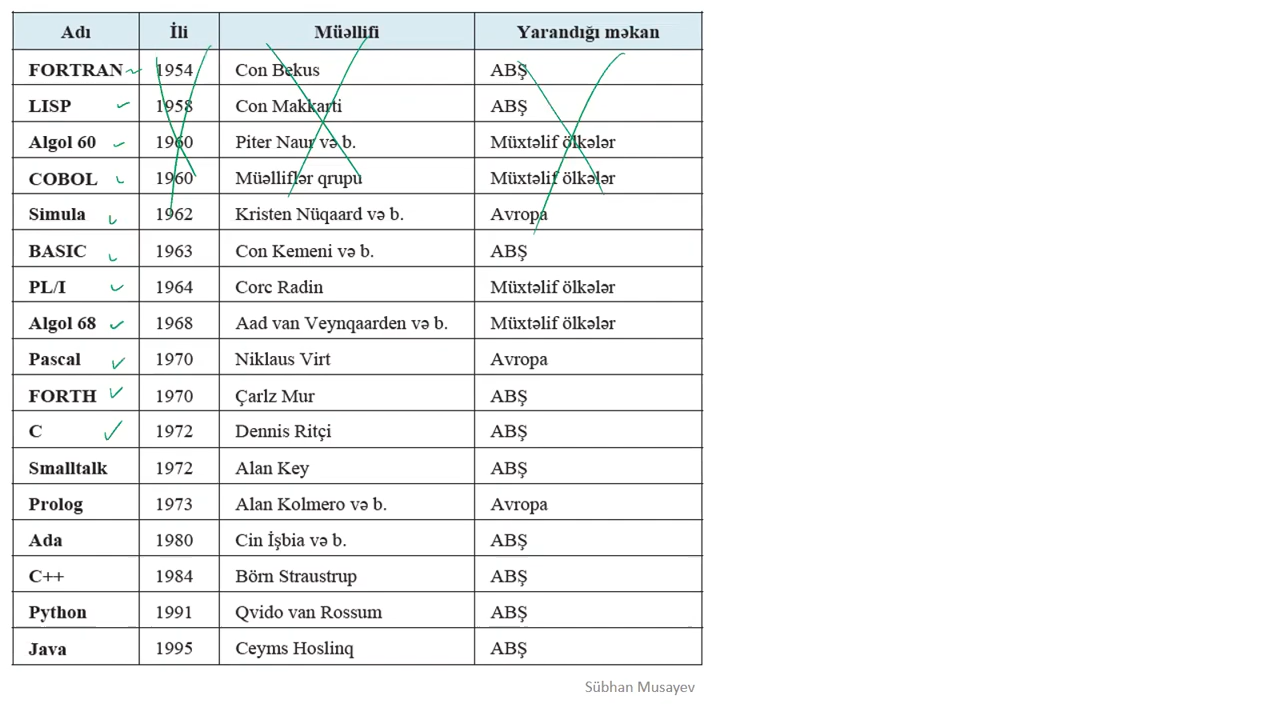 Adı İli Müəllifi Yarandığı məkan
FORTRAN 1954 Con Bekus ABŞ
LISP 1958 Con Makkarti ABŞ
Algol 60 1960 Piter Naur və b. Müxtəlif ölkələr
COBOL 1960 Müəlliflər qrupu Müxtəlif ölkələr
Simula 1962 Kristen Nüqaard və b. Avropa
BASIC 1963 Con Kemeni və b. ABŞ
PL/I 1964 Corc Radin Müxtəlif ölkələr
Algol 68 1968 Aad van Veynqaarden və b. Müxtəlif ölkələr
Pascal 1970 Niklaus Virt Avropa
FORTH 1970 Çarlz Mur ABŞ
C 1972 Dennis Ritçi ABŞ
Smalltalk 1972 Alan Key ABŞ
Prolog 1973 Alan Kolmero və b. Avropa
Ada 1980 Cin İşbia və b. ABŞ
C++ 1984 Börn Straustrup ABŞ
Python 1991 Qvido van Rossum ABŞ
Java 1995 Ceyms Hoslinq ABŞ
Sübhan Musayev